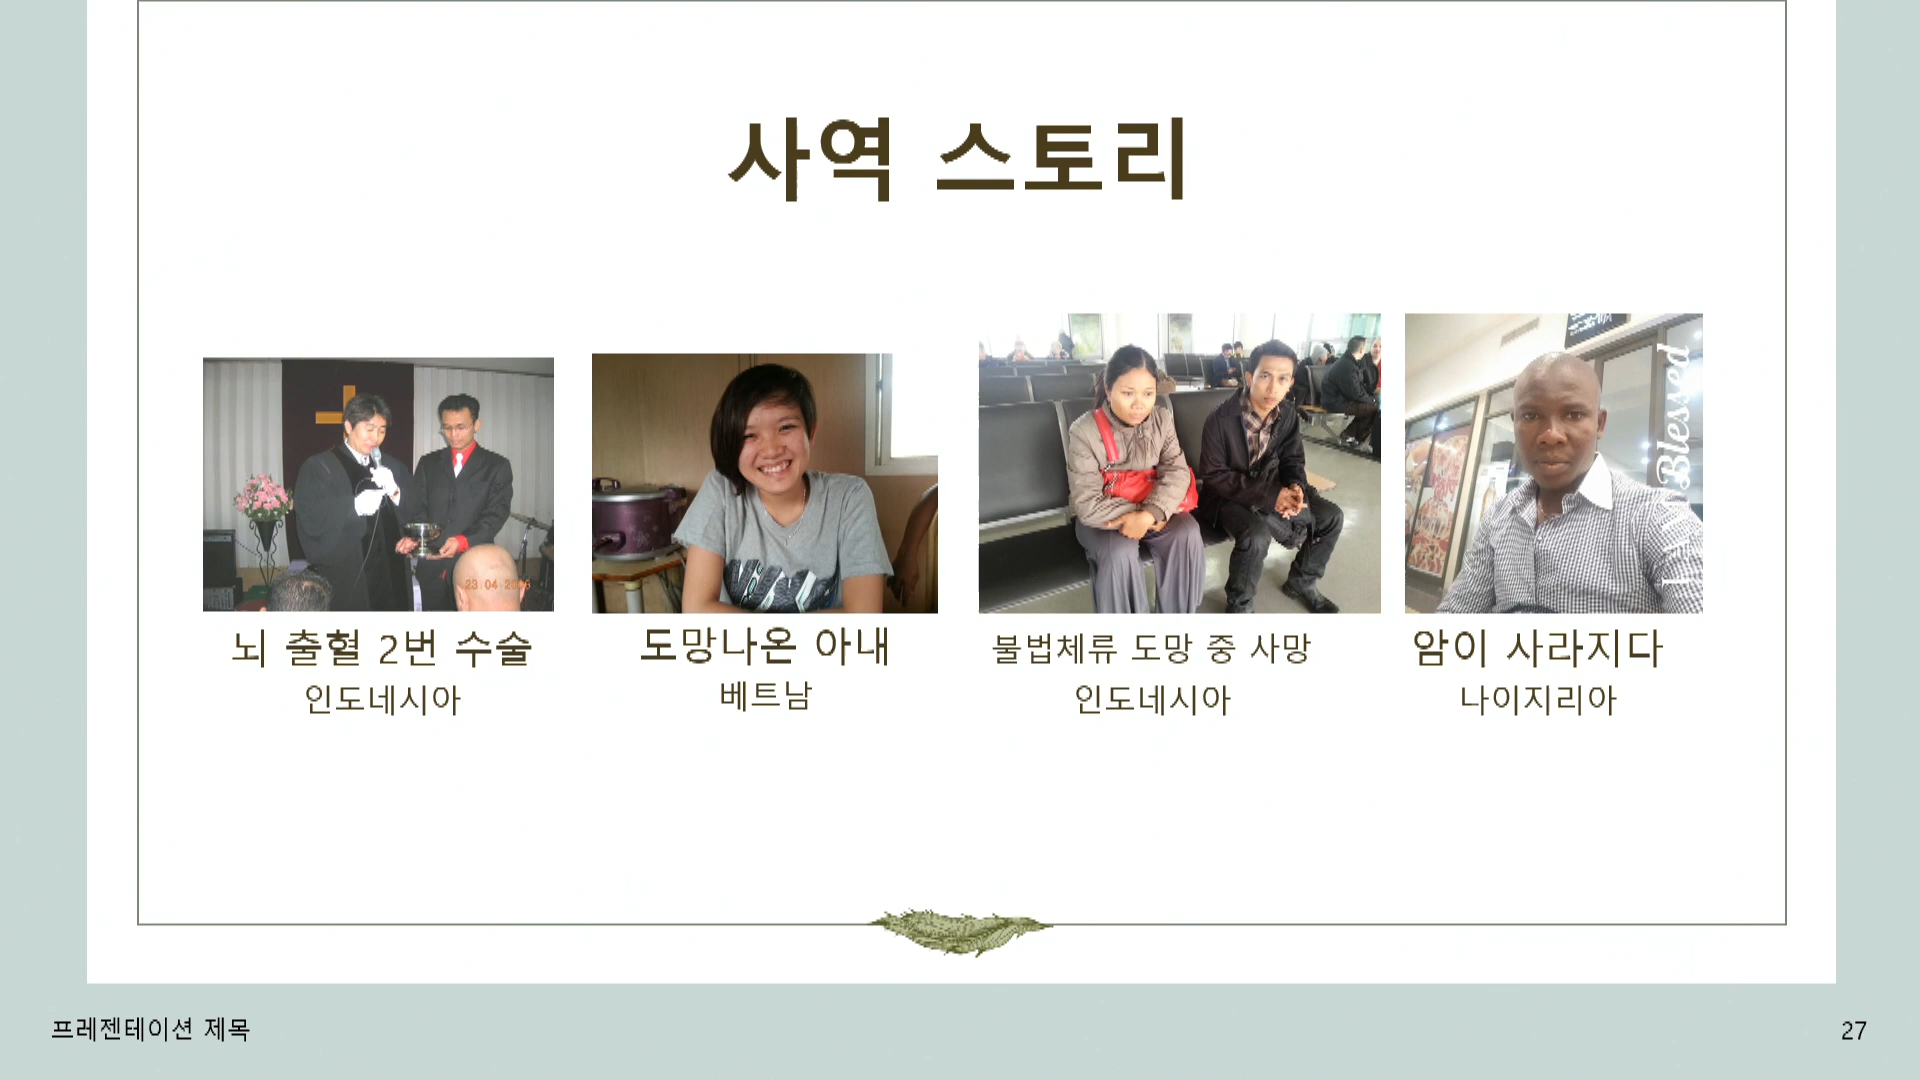 사역 스토리
23 04
Blessed
뇌 출혈 2번 수술
인도네시아
도망나온 아내
베트남
불법체류 도망 중 사망
인도네시아
암이 사라지다
나이지리아
프레젠테이션 제목
27